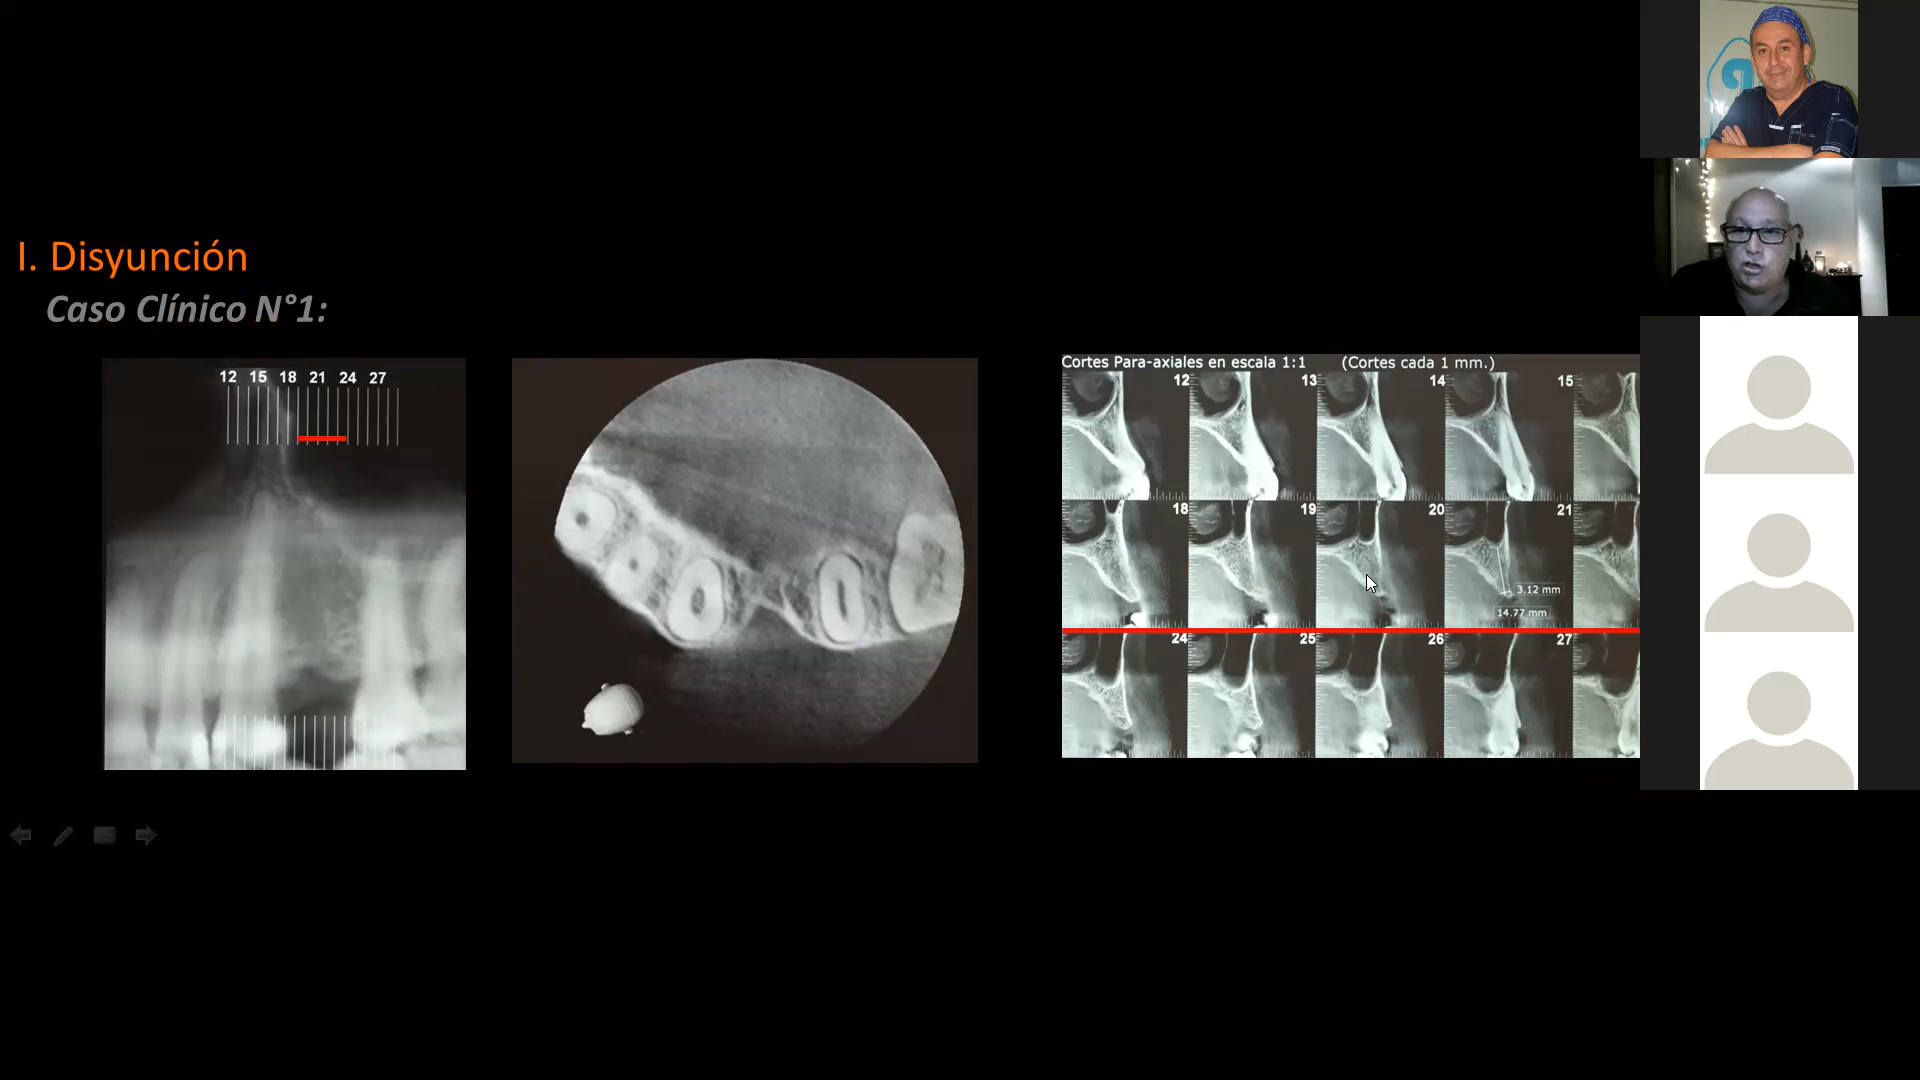 I. Disyunción
Caso Clínico N°1:
12 15 18 21 24 27
Cortes Para-axiales en escala 1:1 (Cortes cada 1 mm.)
12 13 14 15
18 19 20 21
3.12 mm
14.77 mm
24 25 26 27